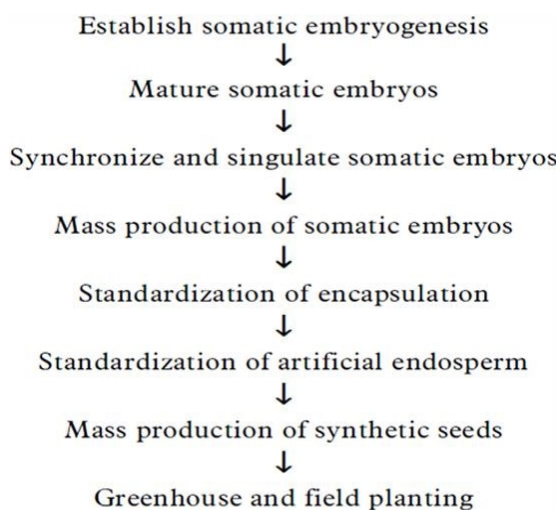 Establish somatic embryogenesis
↓
Mature somatic embryos
↓
Synchronize and singulate somatic embryos
↓
Mass production of somatic embryos
↓
Standardization of encapsulation
↓
Standardization of artificial endosperm
↓
Mass production of synthetic seeds
↓
Greenhouse and field planting